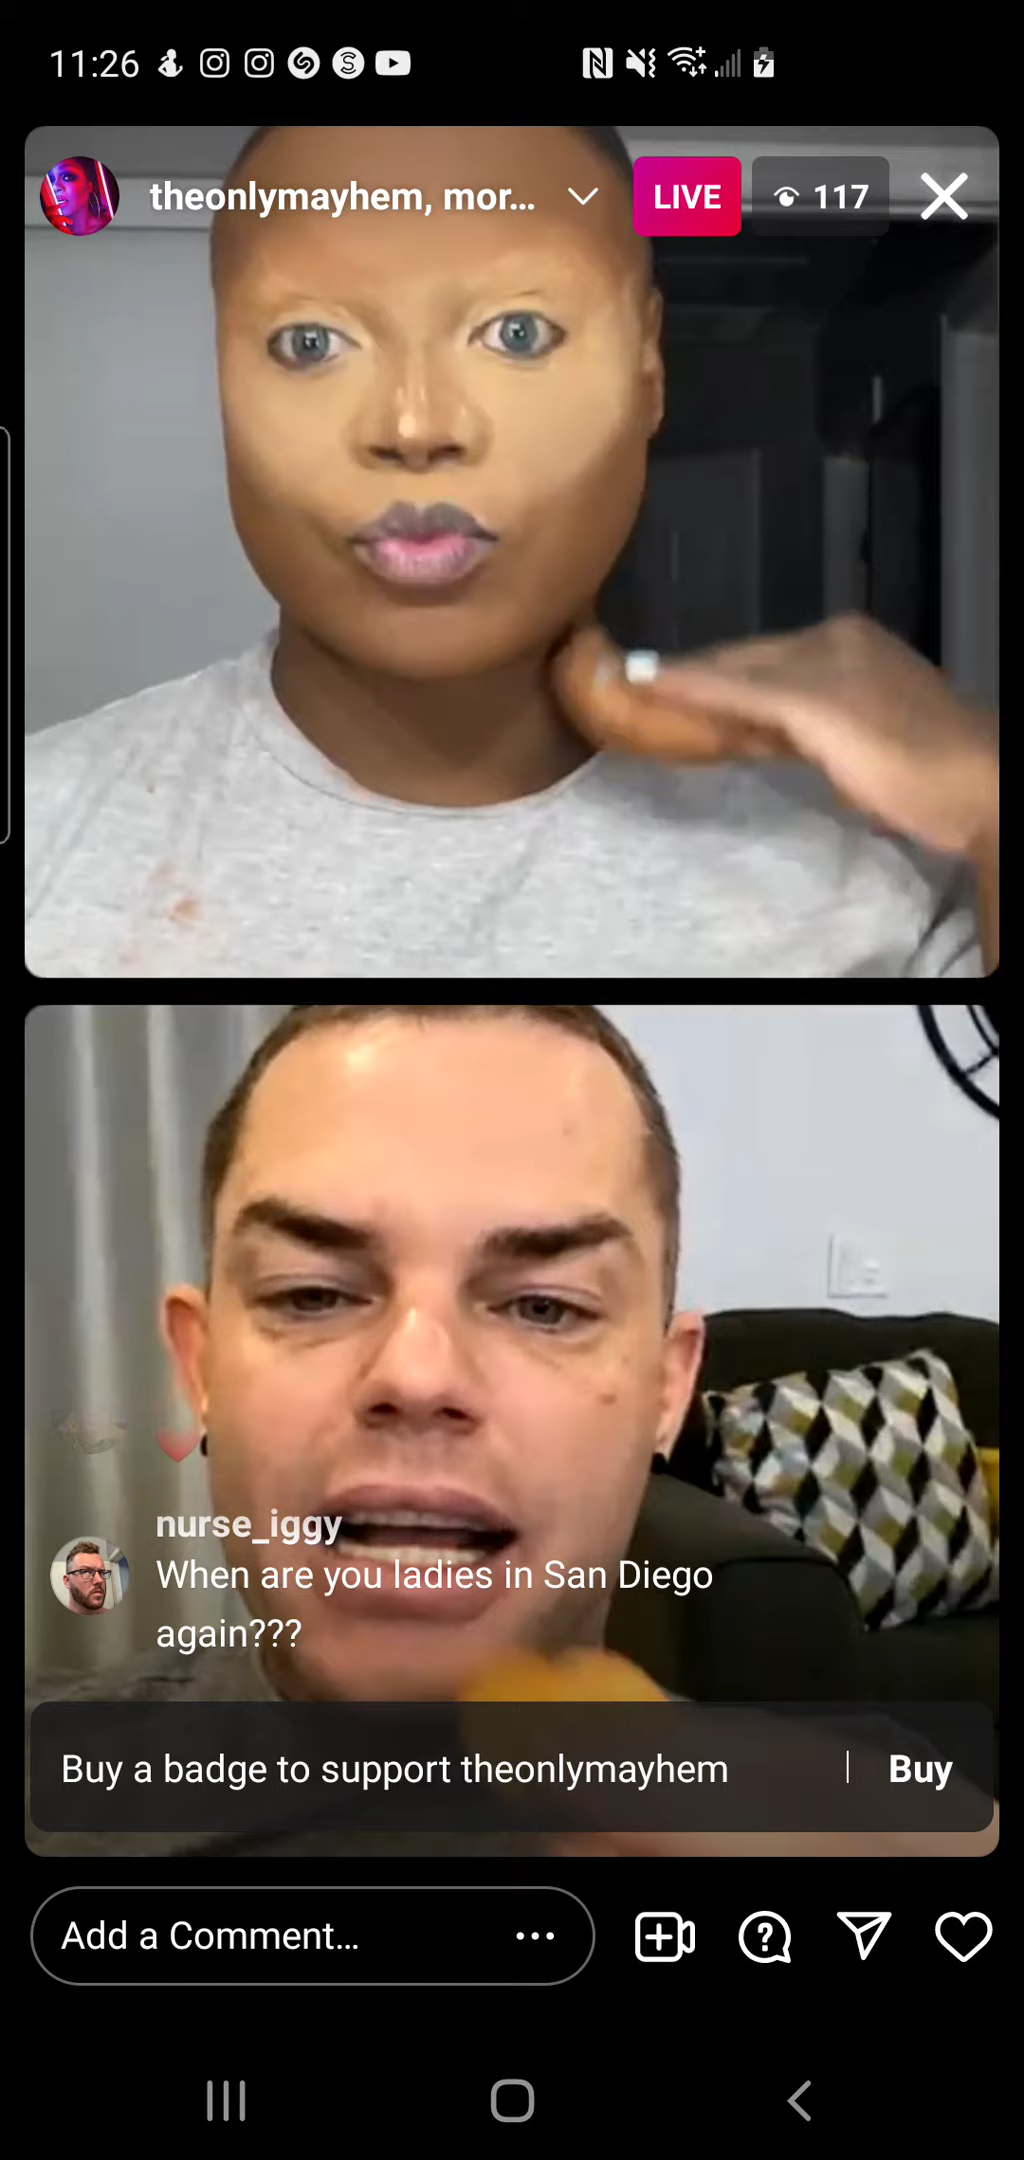 11:26
theonlymayhem, mor...
LIVE
117
nurse_iggy
When are you ladies in San Diego
again???
Buy a badge to support theonlymayhem
Buy
Add a Comment...